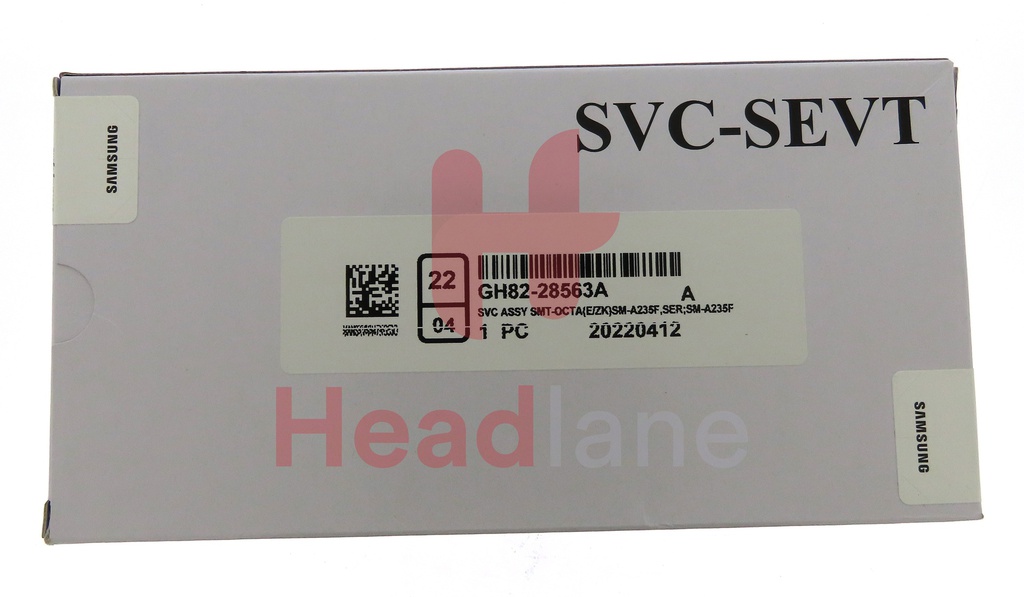 SVC-SEVT
SAMSUNG
22
04
GH82-28563A
A
SVC ASSY SMT-OCTA(E/ZK)SM-A235F,SER;SM-A235F
1 PC 20220412
Headlane
SAMSUNG